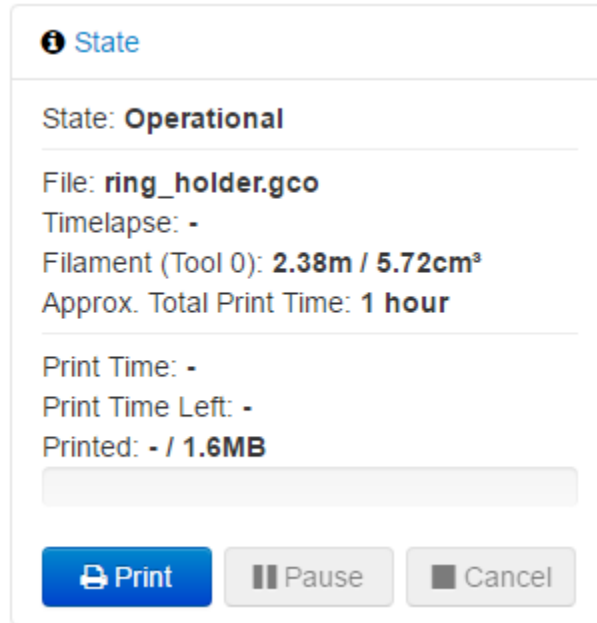 State
State: Operational
File: ring_holder.gco
Timelapse: -
Filament (Tool 0): 2.38m / 5.72cm³
Approx. Total Print Time: 1 hour
Print Time: -
Print Time Left: -
Printed: - / 1.6MB
Print Pause Cancel